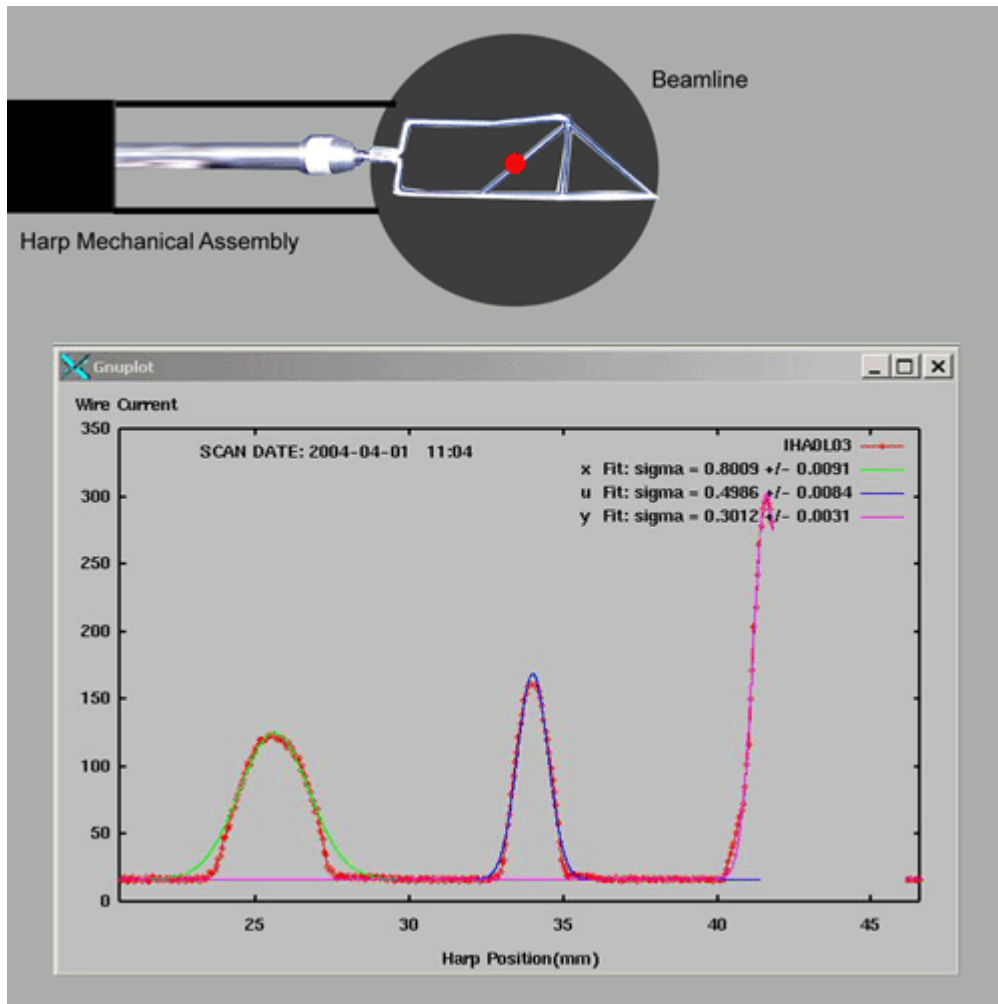 Beamline
Harp Mechanical Assembly
Gnuplot
Wire Current
350
300
250
200
150
100
50
0
SCAN DATE: 2004-04-01 11:04
IHA0L03
x Fit: sigma = 0.8009 +/- 0.0091
u Fit: sigma = 0.4986 +/- 0.0084
y Fit: sigma = 0.3012 +/- 0.0031
25 30 35 40 45
Harp Position(mm)